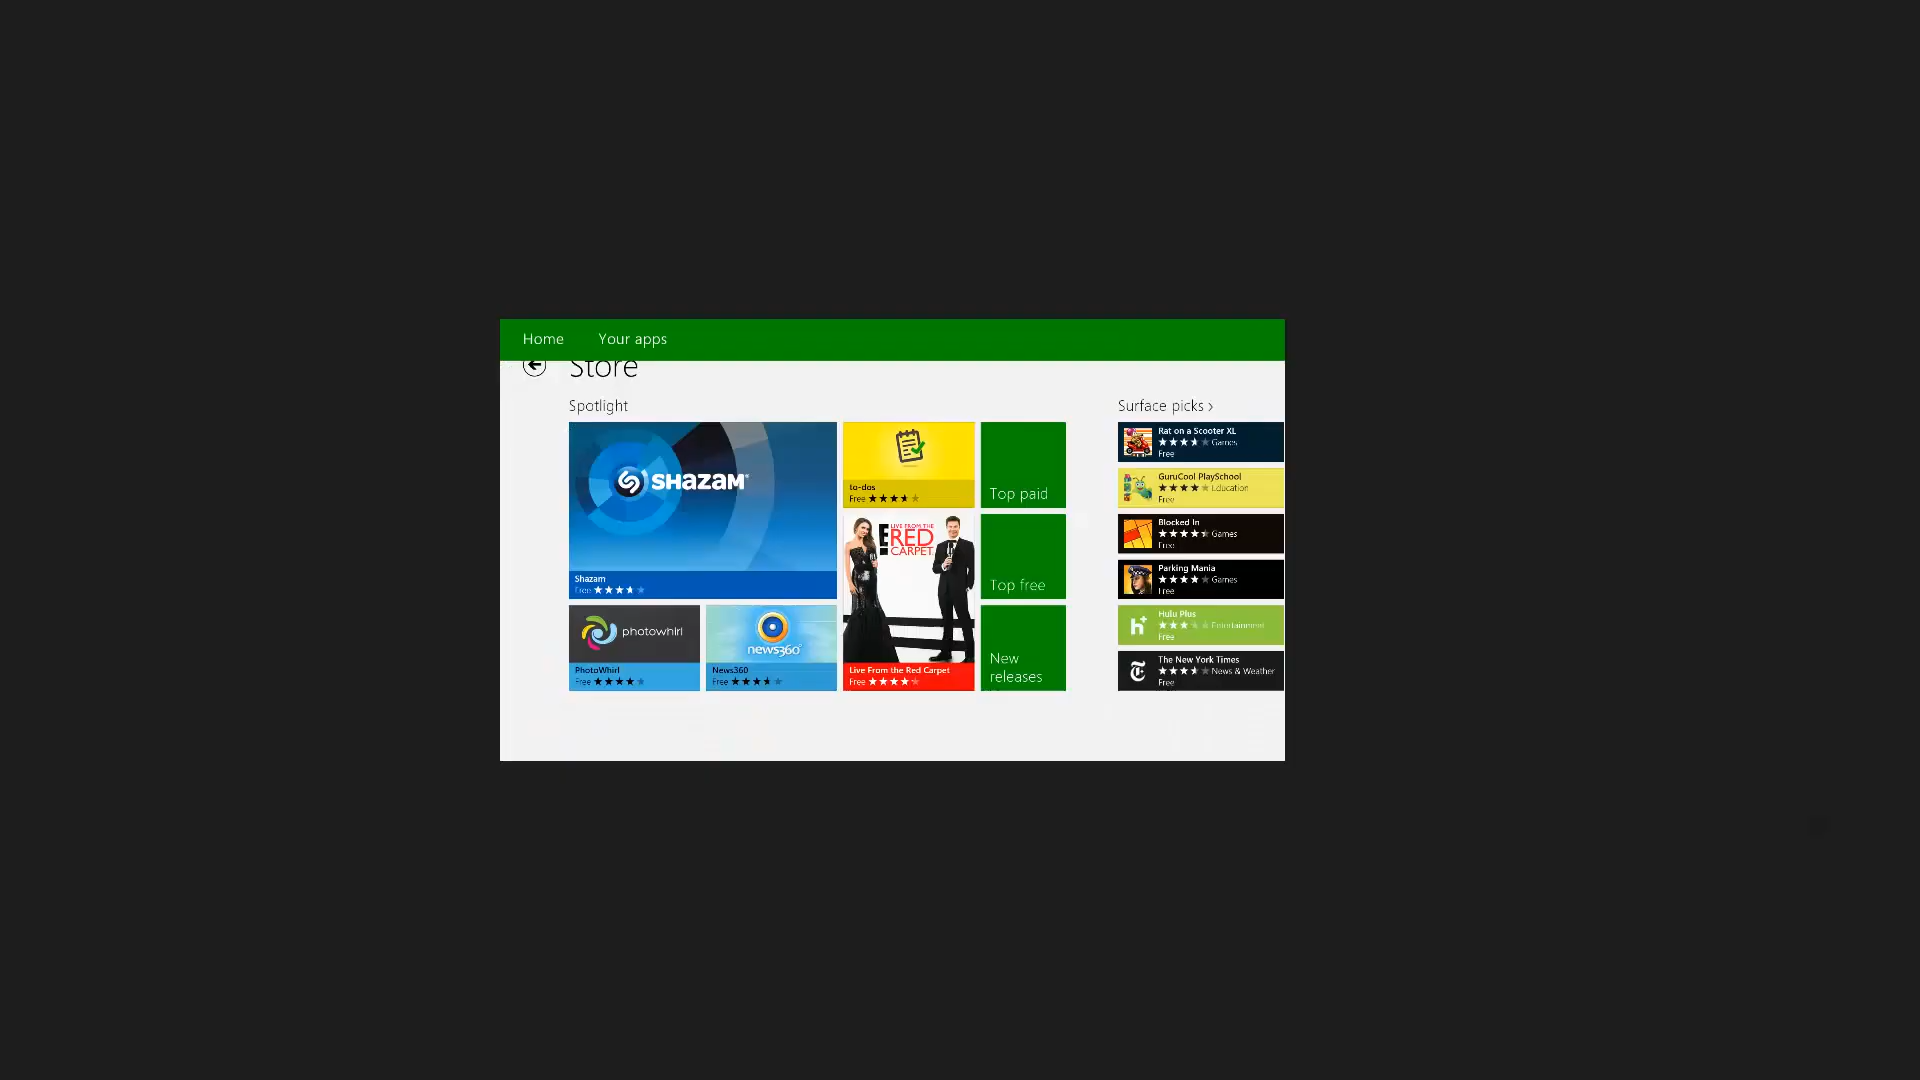 Home Your apps
Store
Spotlight
SHAZAM
Shazam
Free
photowhirl
PhotoWhirl
Free
news360
News360
Free
to-dos
Free
E! LIVE FROM THE
RED
CARPET
Live From the Red Carpet
Free
Top paid
Top free
New
releases
Surface picks ›
Rat on a Scooter XL
Games
Free
GuruCool PlaySchool
Education
Free
Blocked In
Games
Free
Parking Mania
Games
Free
h+
Hulu Plus
Entertainment
Free
T
The New York Times
News & Weather
Free